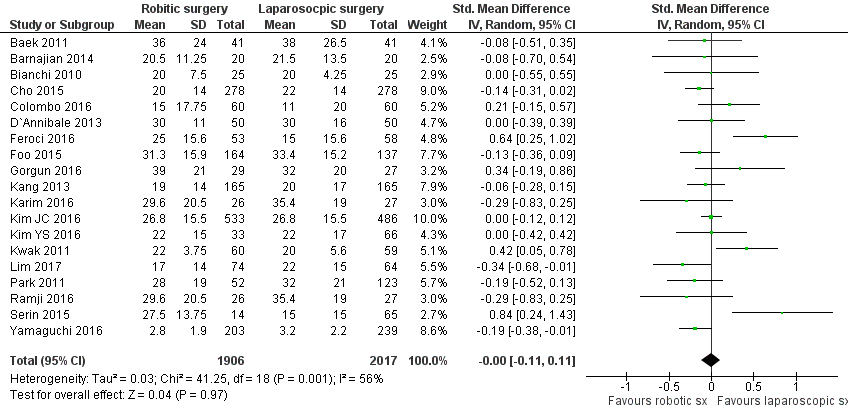 Robitic surgery Laparosocpic surgery Std. Mean Difference Std. Mean Difference
Study or Subgroup Mean SD Total Mean SD Total Weight IV, Random, 95% CI IV, Random, 95% CI
Baek 2011 36 24 41 38 26.5 41 4.1% -0.08 [-0.51, 0.35]
Barnajian 2014 20.5 11.25 20 21.5 13.5 20 2.5% -0.08 [-0.70, 0.54]
Bianchi 2010 20 7.5 25 20 4.25 25 3.0% 0.00 [-0.55, 0.55]
Cho 2015 20 14 278 22 14 278 9.1% -0.14 [-0.31, 0.02]
Colombo 2016 15 17.75 60 11 20 60 5.1% 0.21 [-0.15, 0.57]
D`Annibale 2013 30 11 50 30 16 50 4.6% 0.00 [-0.39, 0.39]
Feroci 2016 25 15.6 53 15 15.6 58 4.8% 0.64 [0.25, 1.02]
Foo 2015 31.3 15.9 164 33.4 15.2 137 7.7% -0.13 [-0.36, 0.09]
Gorgun 2016 39 21 29 32 20 27 3.2% 0.34 [-0.19, 0.86]
Kang 2013 19 14 165 20 17 165 7.9% -0.06 [-0.28, 0.15]
Karim 2016 29.6 20.5 26 35.4 19 27 3.1% -0.29 [-0.83, 0.25]
Kim JC 2016 26.8 15.5 533 26.8 15.5 486 10.0% 0.00 [-0.12, 0.12]
Kim YS 2016 22 15 33 22 17 66 4.3% 0.00 [-0.42, 0.42]
Kwak 2011 22 3.75 60 20 5.6 59 5.0% 0.42 [0.05, 0.78]
Lim 2017 17 14 74 22 15 64 5.4% -0.34 [-0.68, -0.01]
Park 2011 28 19 52 32 21 123 5.6% -0.19 [-0.52, 0.13]
Ramji 2016 29.6 20.5 26 35.4 19 27 3.1% -0.29 [-0.83, 0.25]
Serin 2015 27.5 13.75 14 15 15 65 2.8% 0.84 [0.24, 1.43]
Yamaguchi 2016 2.8 1.9 203 3.2 2.2 239 8.6% -0.19 [-0.38, -0.01]
Total (95% CI) 1906 2017 100.0% -0.00 [-0.11, 0.11]
Heterogeneity: Tau² = 0.03; Chi² = 41.25, df = 18 (P = 0.001); I² = 56%
Test for overall effect: Z = 0.04 (P = 0.97)
-1 -0.5 0 0.5 1
Favours robotic sx Favours laparoscopic sx